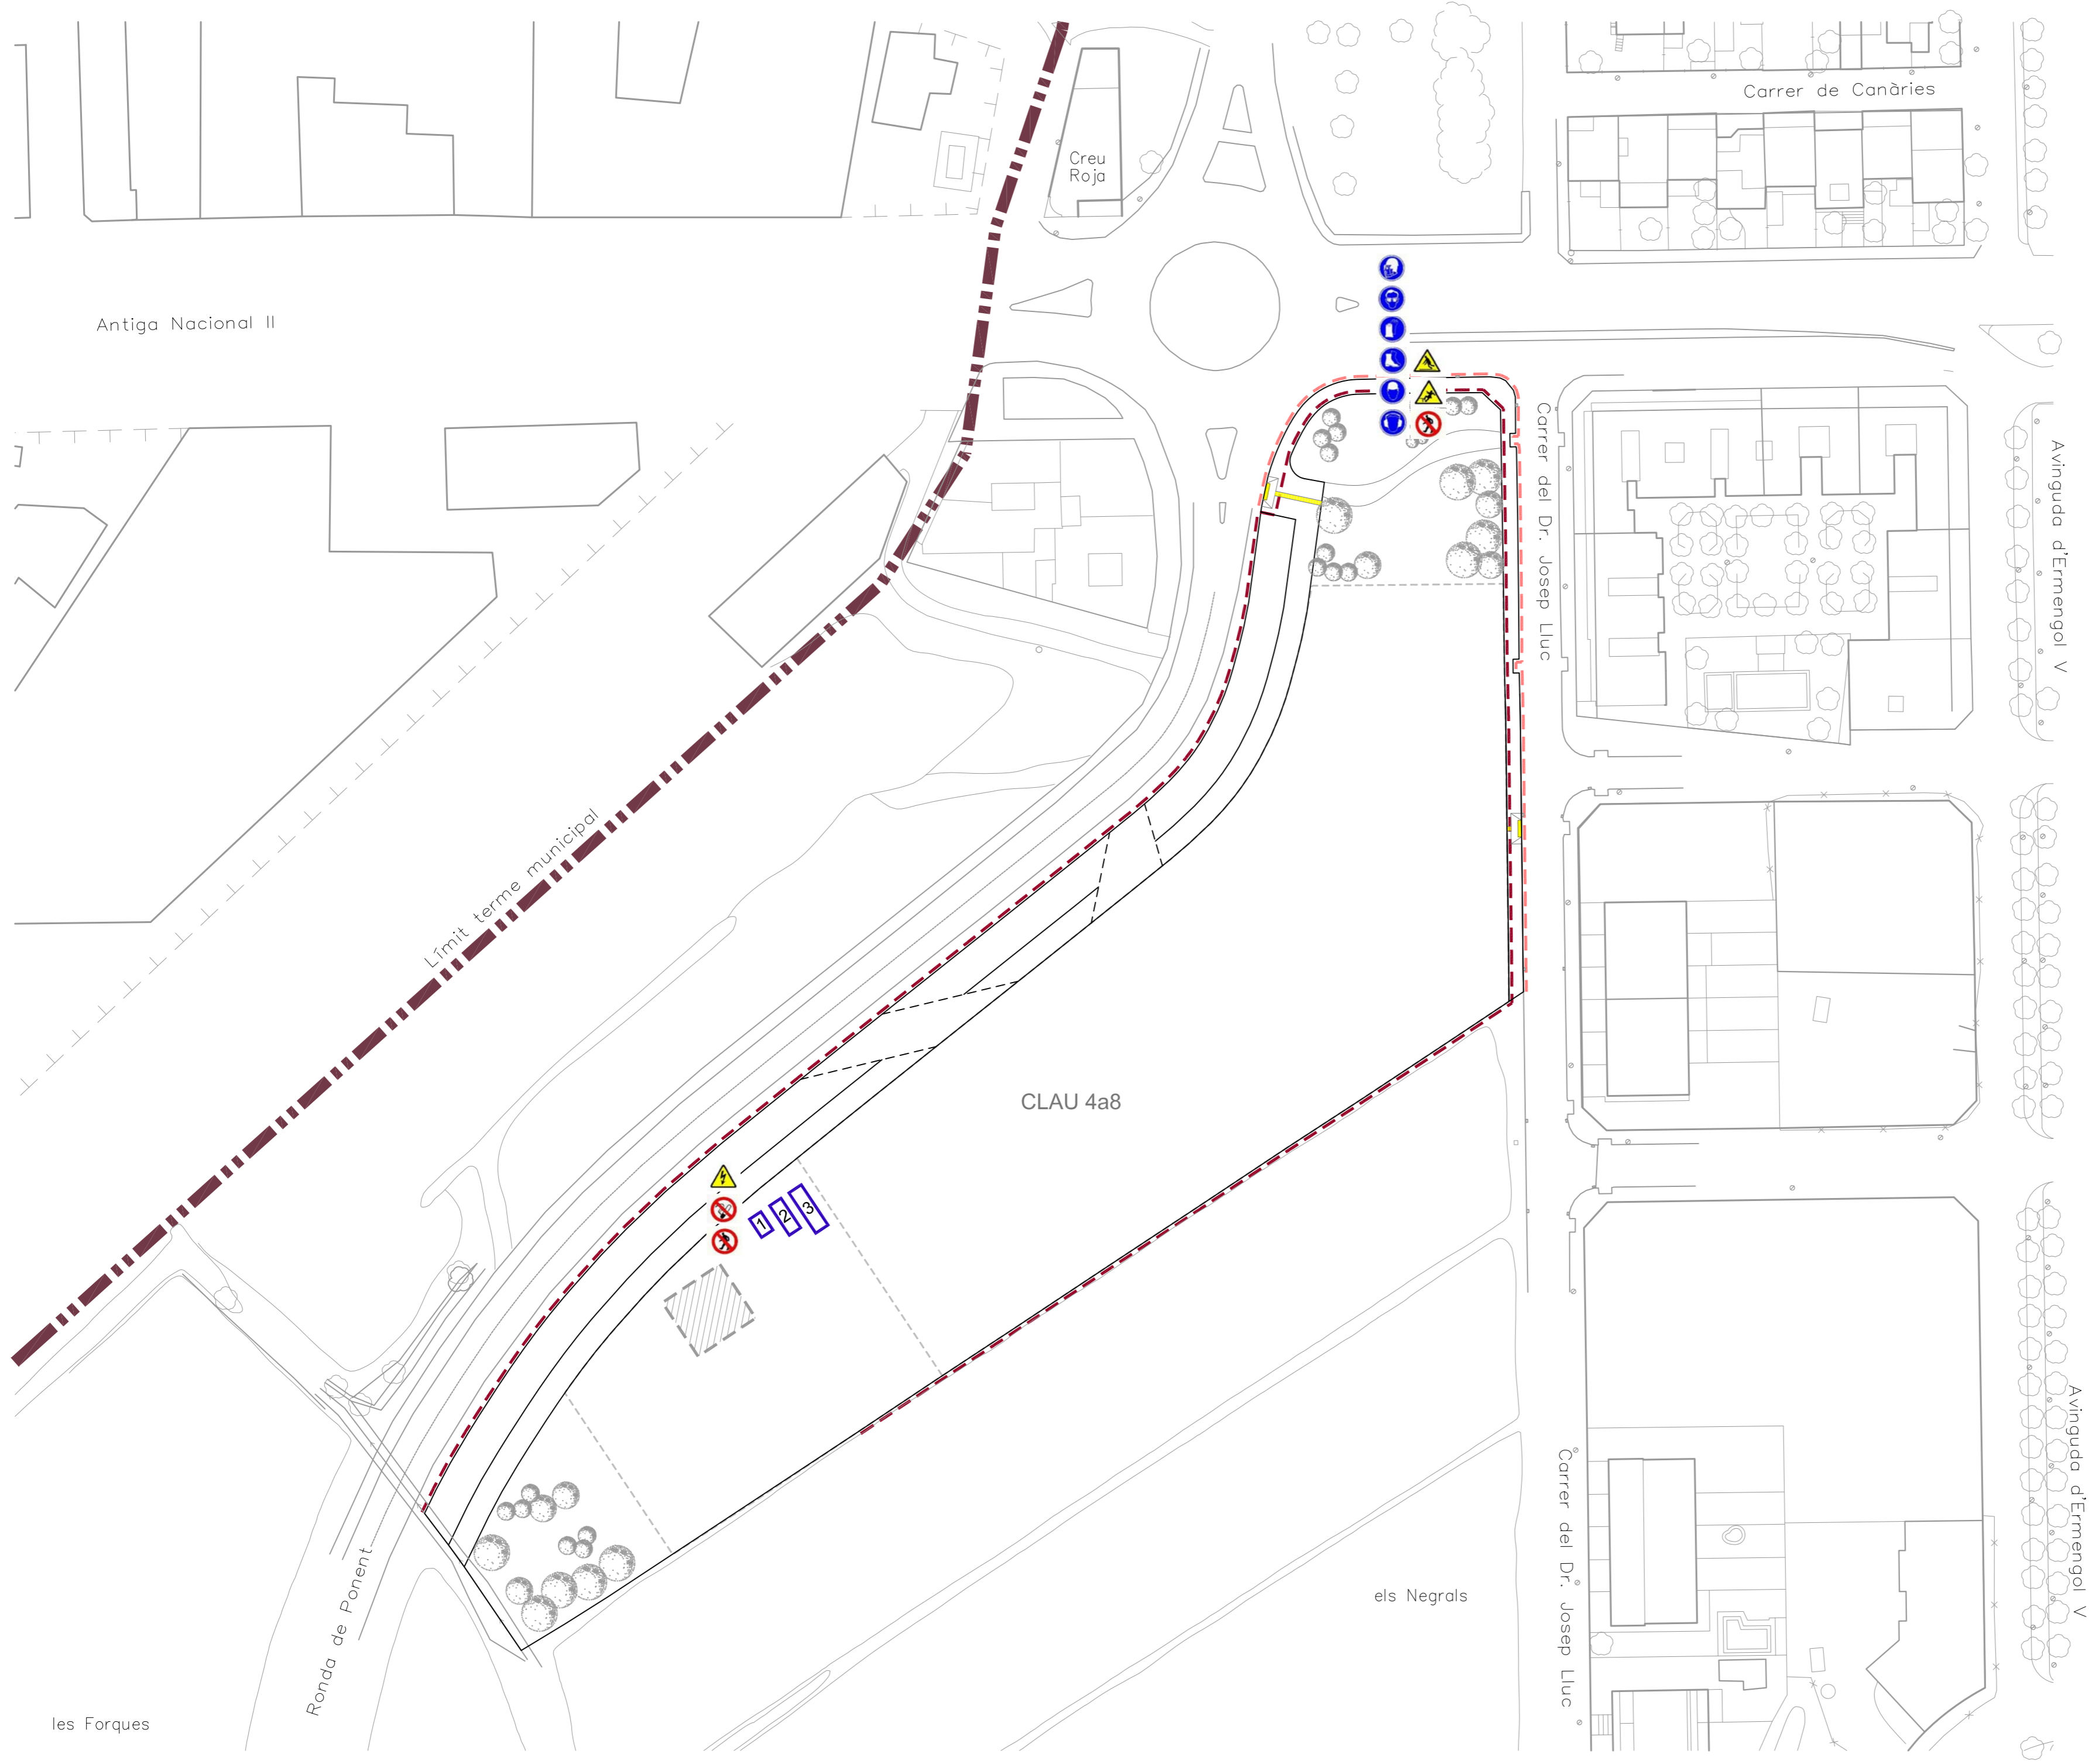 Carrer de Canàries
Creu
Roja
Antiga Nacional II
Carrer del Dr. Josep Lluc
Avinguda d'Ermengol V
Límit terme municipal
CLAU 4a8
1
2
3
Avinguda d'Ermengol V
Carrer del Dr. Josep Lluc
Ronda de Ponent
els Negrals
les Forques